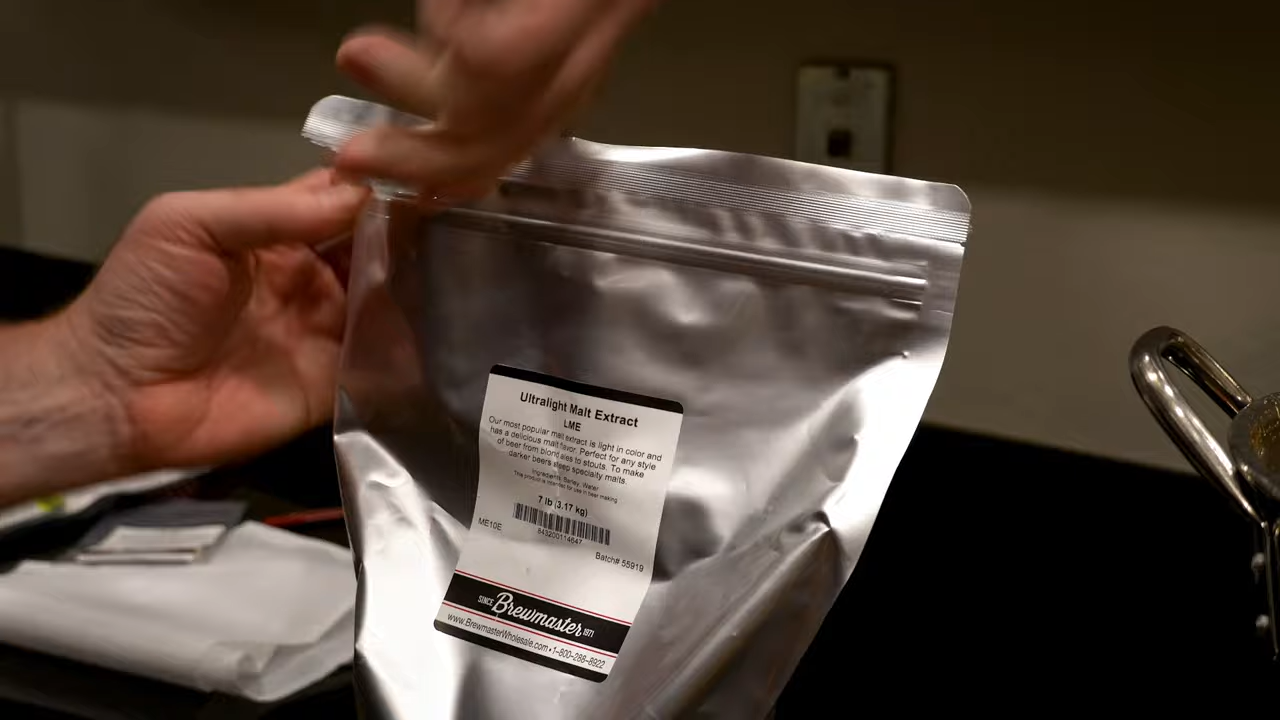 Ultralight Malt Extract
LME
Our most popular malt extract is light in color and
has a delicious malt flavor. Perfect for any style
of beer from blond ales to stouts. To make
darker beers steep specialty malts.
Ingredients: Barley, Water
This product is intended for use in beer making
7 lb (3.17 kg)
ME10E
843200114647
Batch# 55919
SINCE Brewmaster 1971
www.BrewmasterWholesale.com • 1-800-288-8922